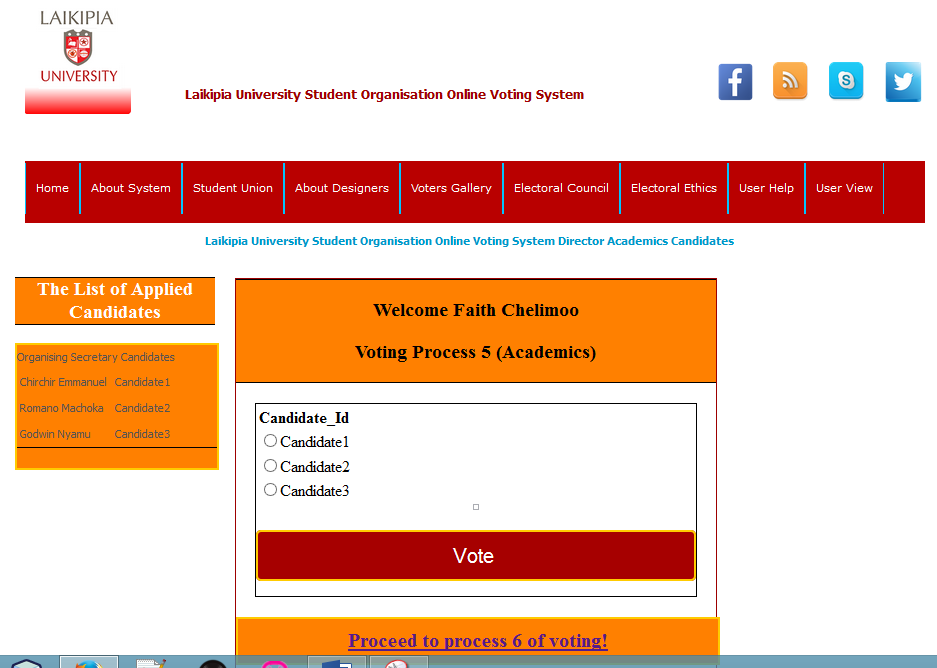 LAIKIPIA
UNIVERSITY
Laikipia University Student Organisation Online Voting System
Home About System Student Union About Designers Voters Gallery Electoral Council Electoral Ethics User Help User View
Laikipia University Student Organisation Online Voting System Director Academics Candidates
The List of Applied
Candidates
Organising Secretary Candidates
Chirchir Emmanuel Candidate1
Romano Machoka Candidate2
Godwin Nyamu Candidate3
Welcome Faith Chelimoo
Voting Process 5 (Academics)
Candidate_Id
Candidate1
Candidate2
Candidate3
Vote
Proceed to process 6 of voting!